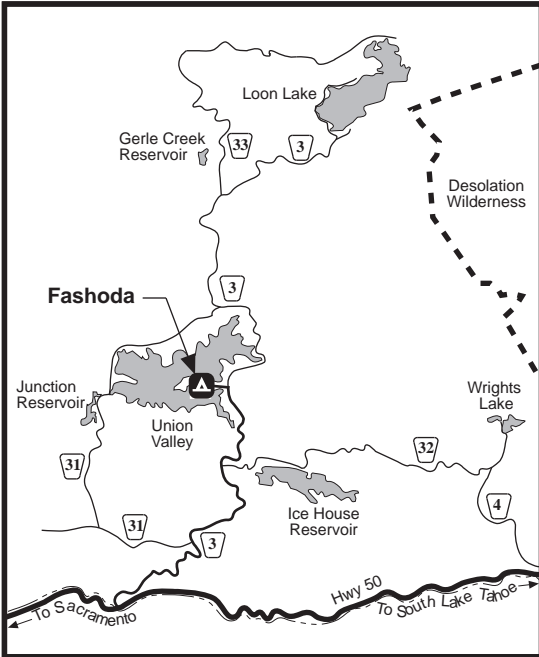 Loon Lake
Gerle Creek
Reservoir
33
3
Desolation
Wilderness
3
Fashoda
Junction
Reservoir
Wrights
Lake
Union
Valley
31
32
4
Ice House
Reservoir
31
3
Hwy 50
To Sacramento
To South Lake Tahoe